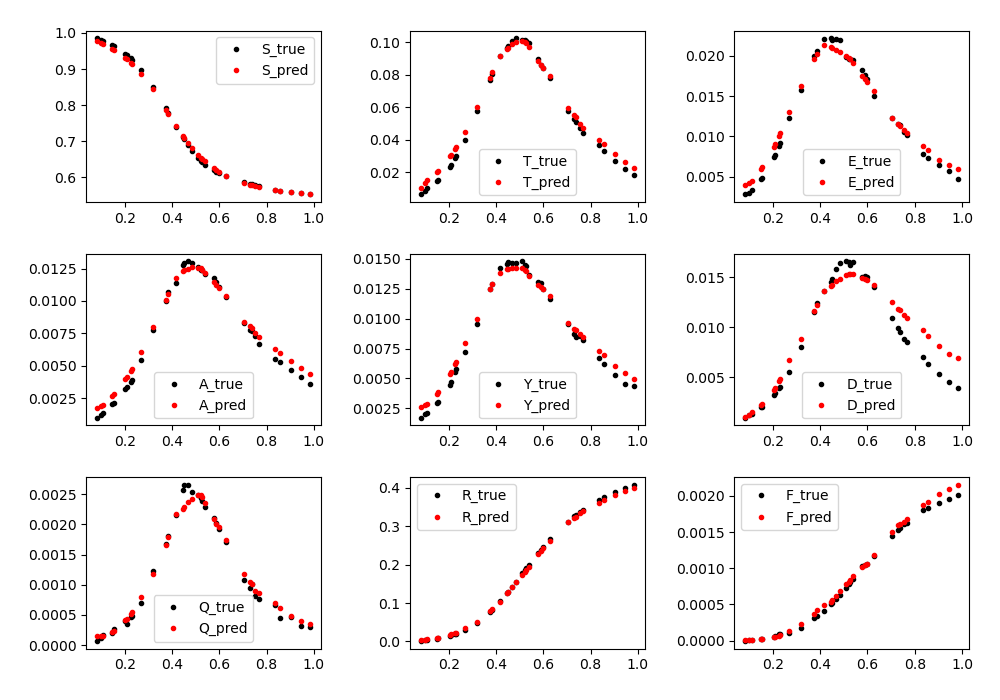 1.0
0.9
0.8
0.7
0.6
S_true
S_pred
0.2 0.4 0.6 0.8 1.0
0.10
0.08
0.06
0.04
0.02
T_true
T_pred
0.2 0.4 0.6 0.8 1.0
0.020
0.015
0.010
0.005
E_true
E_pred
0.2 0.4 0.6 0.8 1.0
0.0125
0.0100
0.0075
0.0050
0.0025
A_true
A_pred
0.2 0.4 0.6 0.8 1.0
0.0150
0.0125
0.0100
0.0075
0.0050
0.0025
Y_true
Y_pred
0.2 0.4 0.6 0.8 1.0
0.015
0.010
0.005
D_true
D_pred
0.2 0.4 0.6 0.8 1.0
0.0025
0.0020
0.0015
0.0010
0.0005
0.0000
Q_true
Q_pred
0.2 0.4 0.6 0.8 1.0
0.4
0.3
0.2
0.1
0.0
R_true
R_pred
0.2 0.4 0.6 0.8 1.0
0.0020
0.0015
0.0010
0.0005
0.0000
F_true
F_pred
0.2 0.4 0.6 0.8 1.0